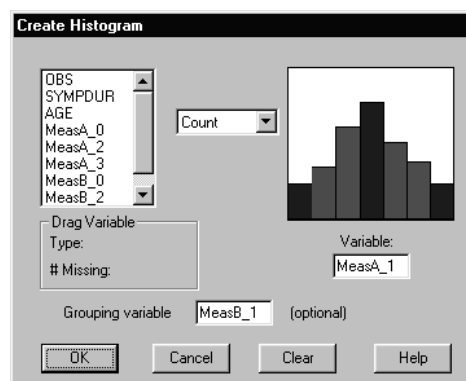 Create Histogram
OBS
SYMPDUR
AGE
MeasA_0
MeasA_2
MeasA_3
MeasB_0
MeasB_2
Count
Drag Variable
Type:
# Missing:
Variable:
MeasA_1
Grouping variable MeasB_1 (optional)
OK Cancel Clear Help